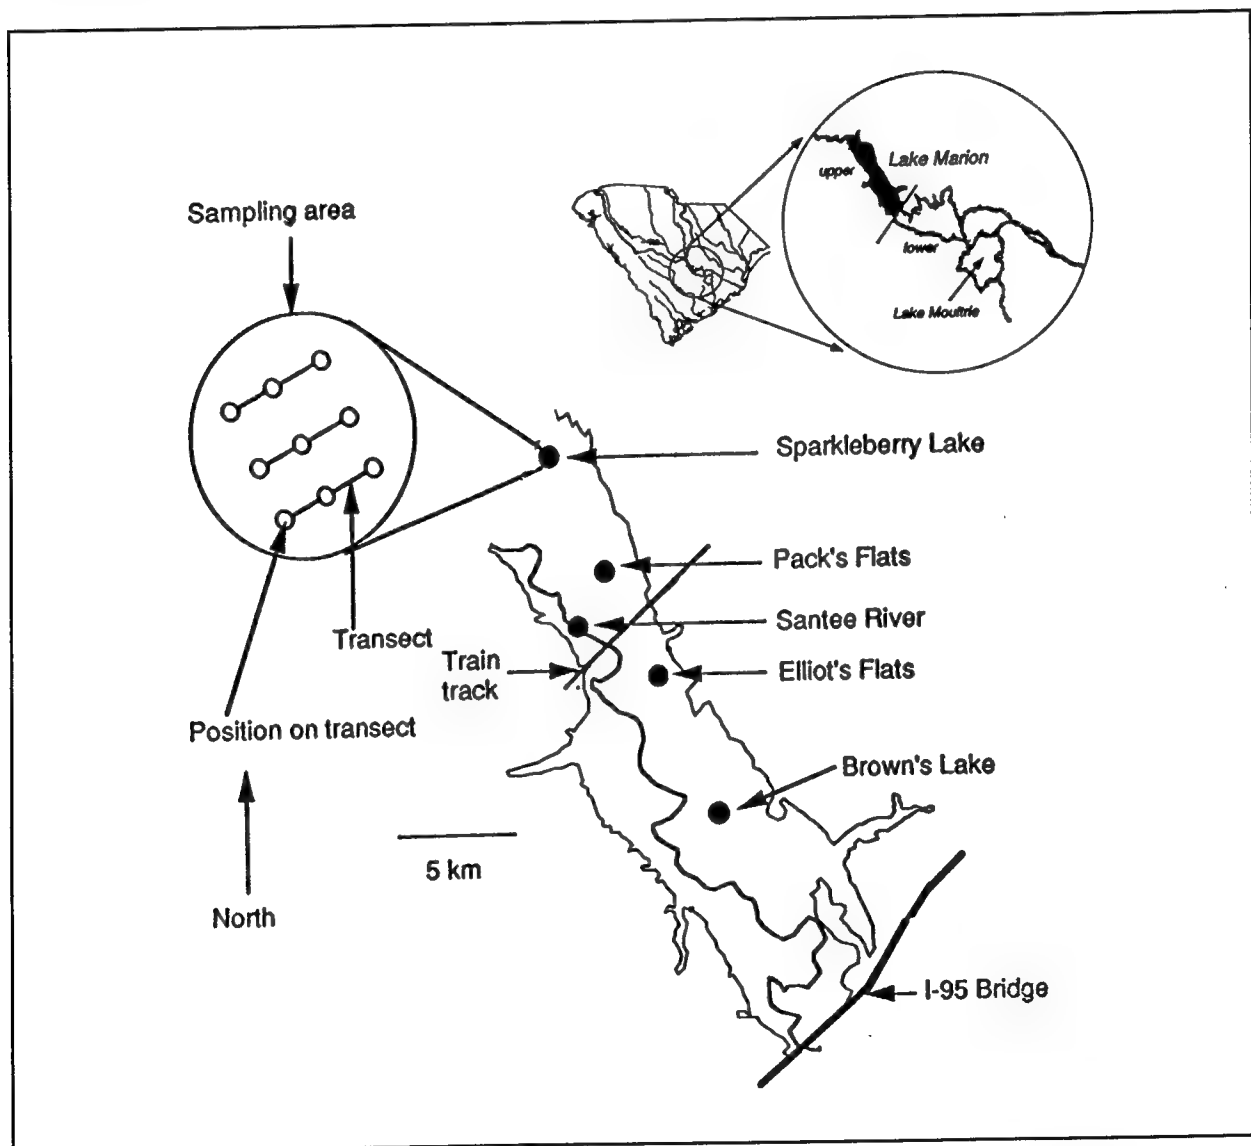 Lake Marion
upper
lower
Lake Moultrie
Sampling area
Sparkleberry Lake
Pack's Flats
Santee River
Transect
Train
track
Elliot's Flats
Position on transect
Brown's Lake
5 km
North
I-95 Bridge